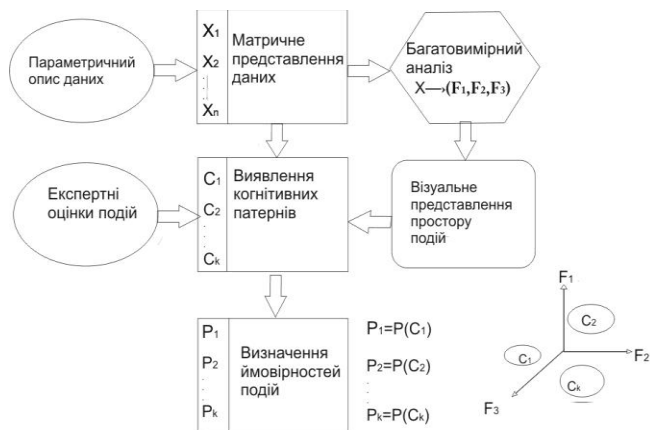 Параметричний
опис даних
X1
X2
Xn
Матричне
представлення
даних
Багатовимірний
аналіз
X→(F1,F2,F3)
Експертні
оцінки подій
C1
C2
.
.
.
Ck
Виявлення
когнітивних
патернів
Візуальне
представлення
простору
подій
P1
P2
.
.
.
Pk
Визначення
ймовірностей
подій
P1=P(C1)
P2=P(C2)
.
.
.
Pk=P(Ck)
F1
C2
C1
F2
Ck
F3